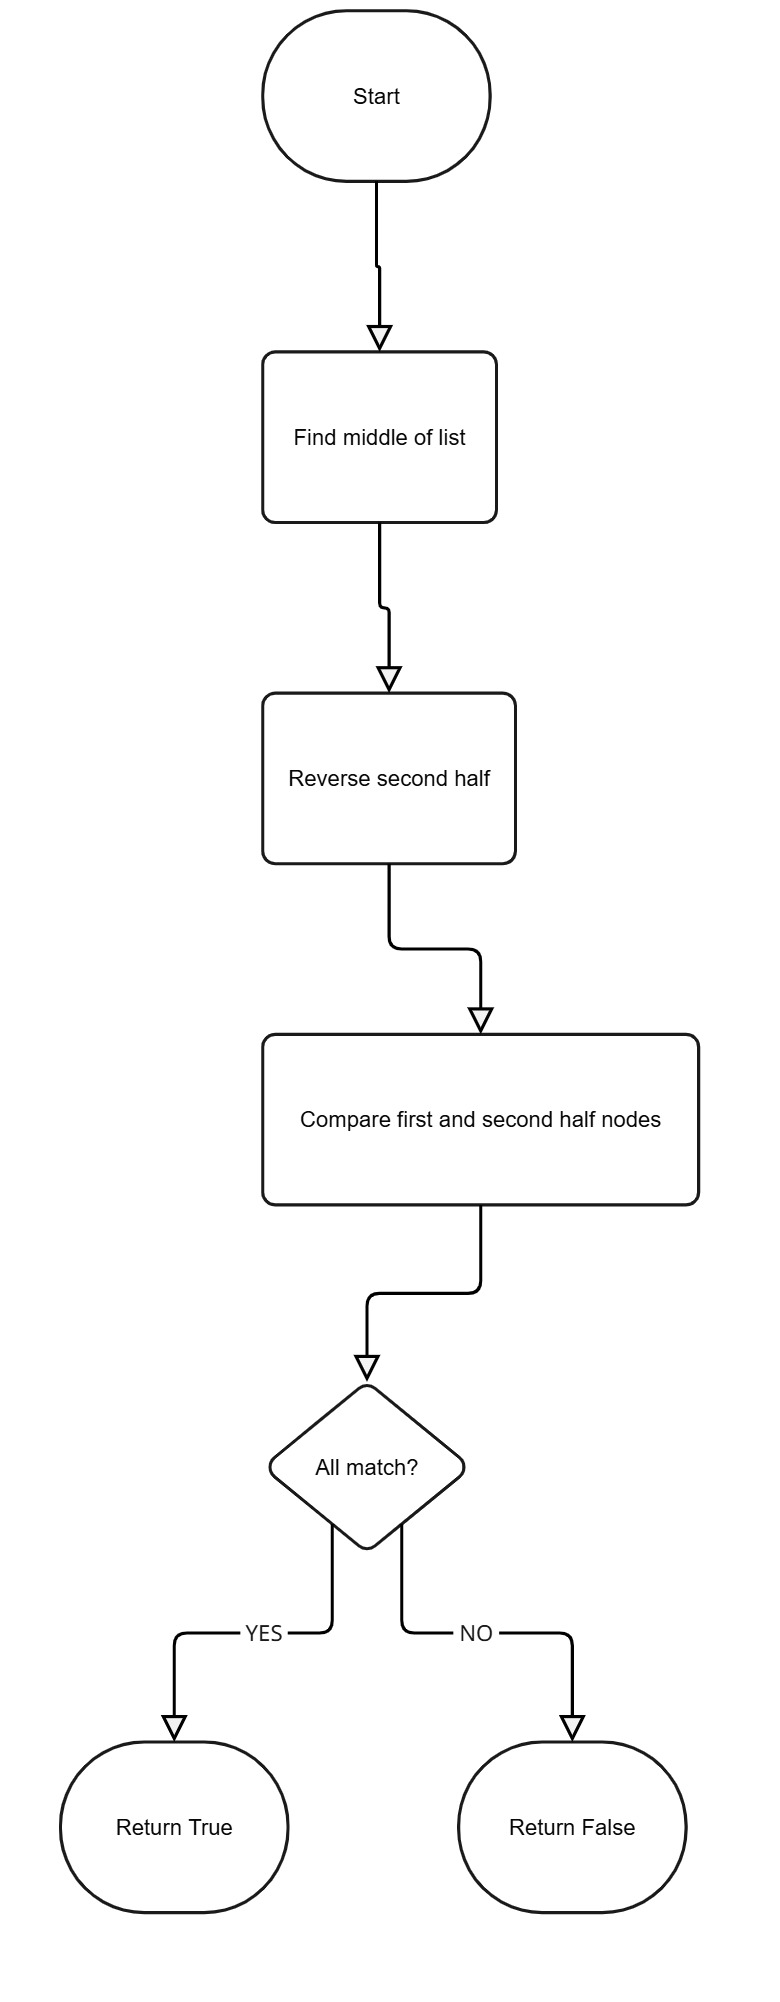 Start
Find middle of list
Reverse second half
Compare first and second half nodes
All match?
YES
NO
Return True
Return False